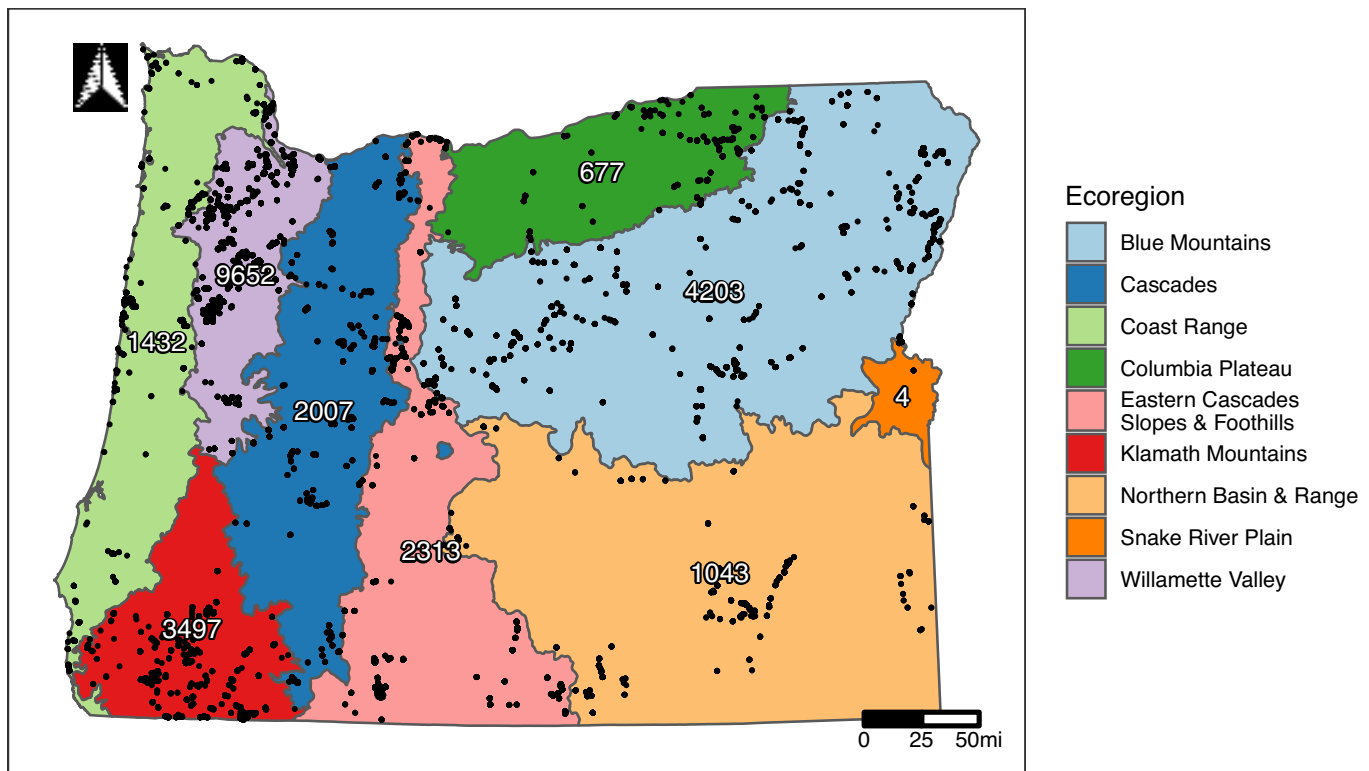 677
9652
4203
1432
4
2007
2313
1043
3497
0 25 50mi
Ecoregion
Blue Mountains
Cascades
Coast Range
Columbia Plateau
Eastern Cascades
Slopes & Foothills
Klamath Mountains
Northern Basin & Range
Snake River Plain
Willamette Valley